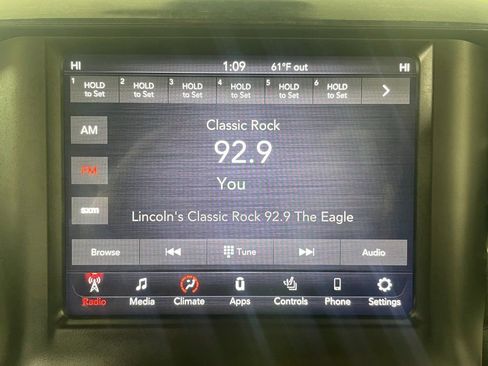 HI 1:09 61°F out HI
1 HOLD to Set 2 HOLD to Set 3 HOLD to Set 4 HOLD to Set 5 HOLD to Set 6 HOLD to Set
AM
Classic Rock
92.9
FM
You
Lincoln's Classic Rock 92.9 The Eagle
Browse Tune Audio
Radio Media Climate Apps Controls Phone Settings